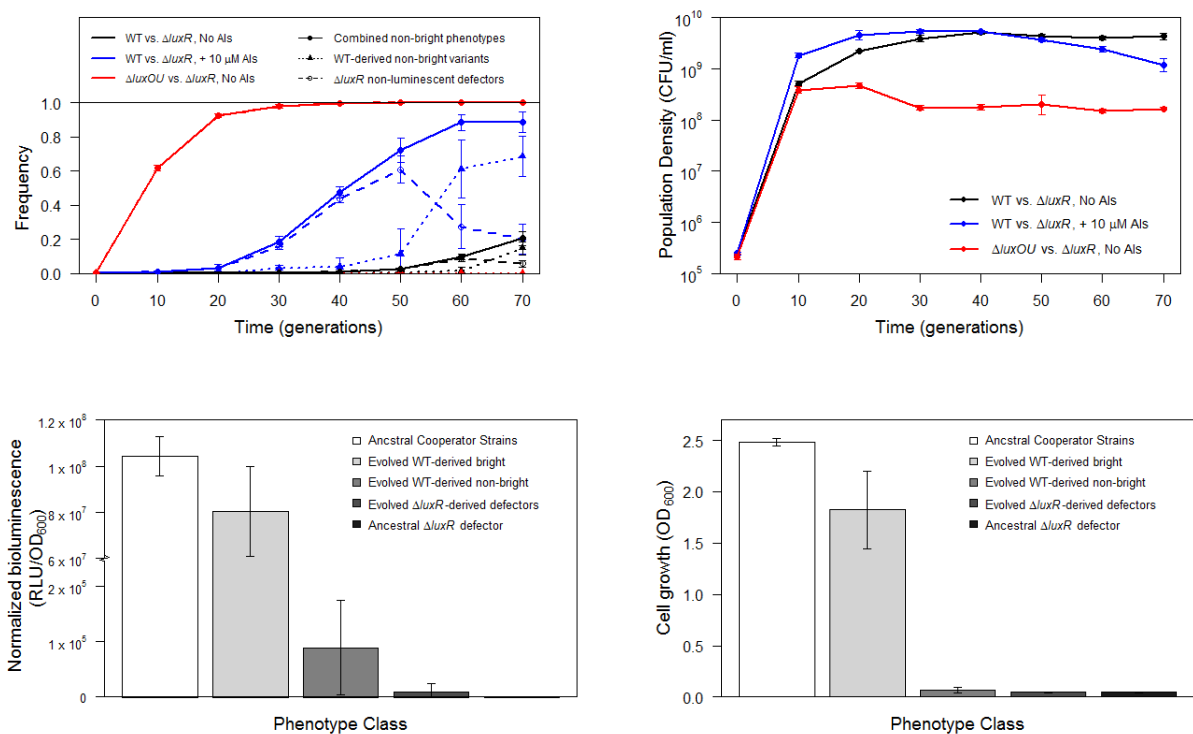 WT vs. ΔluxR, No AIs
WT vs. ΔluxR, + 10 µM AIs
ΔluxOU vs. ΔluxR, No AIs
Combined non-bright phenotypes
WT-derived non-bright variants
ΔluxR non-luminescent defectors
1.0
0.8
0.6
0.4
0.2
0.0
Frequency
0 10 20 30 40 50 60 70
Time (generations)
10^10
10^9
10^8
10^7
10^6
10^5
Population Density (CFU/ml)
WT vs. ΔluxR, No AIs
WT vs. ΔluxR, + 10 µM AIs
ΔluxOU vs. ΔluxR, No AIs
0 10 20 30 40 50 60 70
Time (generations)
1.2 x 10^8
1 x 10^8
8 x 10^7
6 x 10^7
2 x 10^5
1 x 10^5
0
Normalized bioluminescence
(RLU/OD600)
Ancstral Cooperator Strains
Evolved WT-derived bright
Evolved WT-derived non-bright
Evolved ΔluxR-derived defectors
Ancestral ΔluxR defector
Phenotype Class
2.5
2.0
1.5
1.0
0.5
0.0
Cell growth (OD600)
Ancestral Cooperator Strains
Evolved WT-derived bright
Evolved WT-derived non-bright
Evolved ΔluxR-derived defectors
Ancestral ΔluxR defector
Phenotype Class